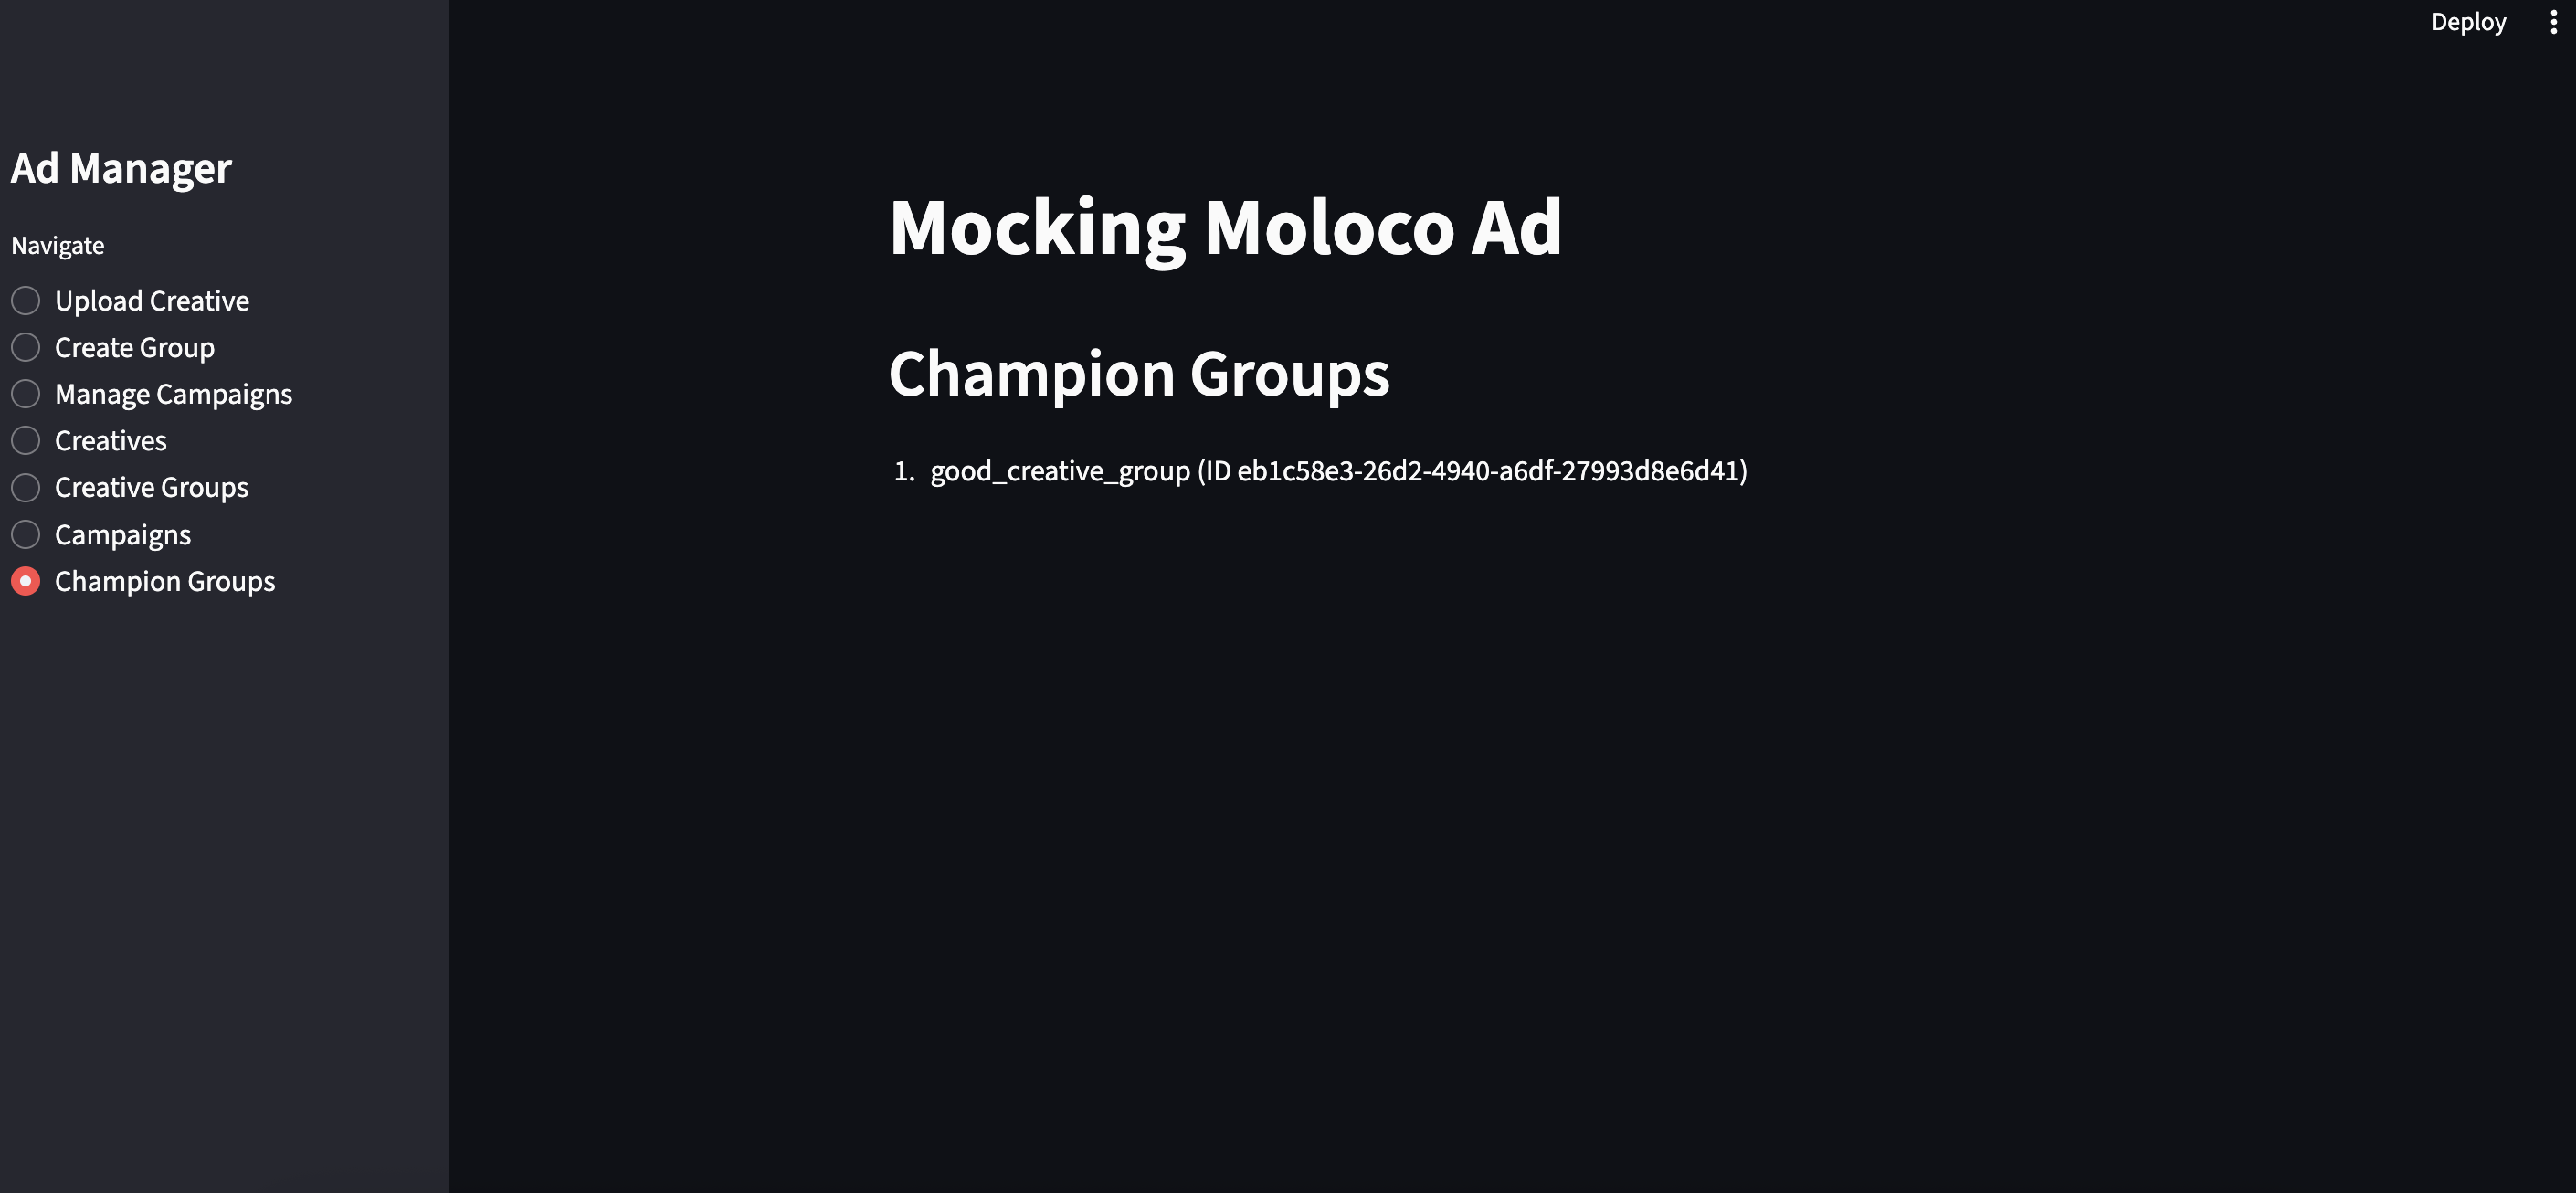 Deploy
Ad Manager
Navigate
Upload Creative
Create Group
Manage Campaigns
Creatives
Creative Groups
Campaigns
Champion Groups
Mocking Moloco Ad
Champion Groups
1. good_creative_group (ID eb1c58e3-26d2-4940-a6df-27993d8e6d41)